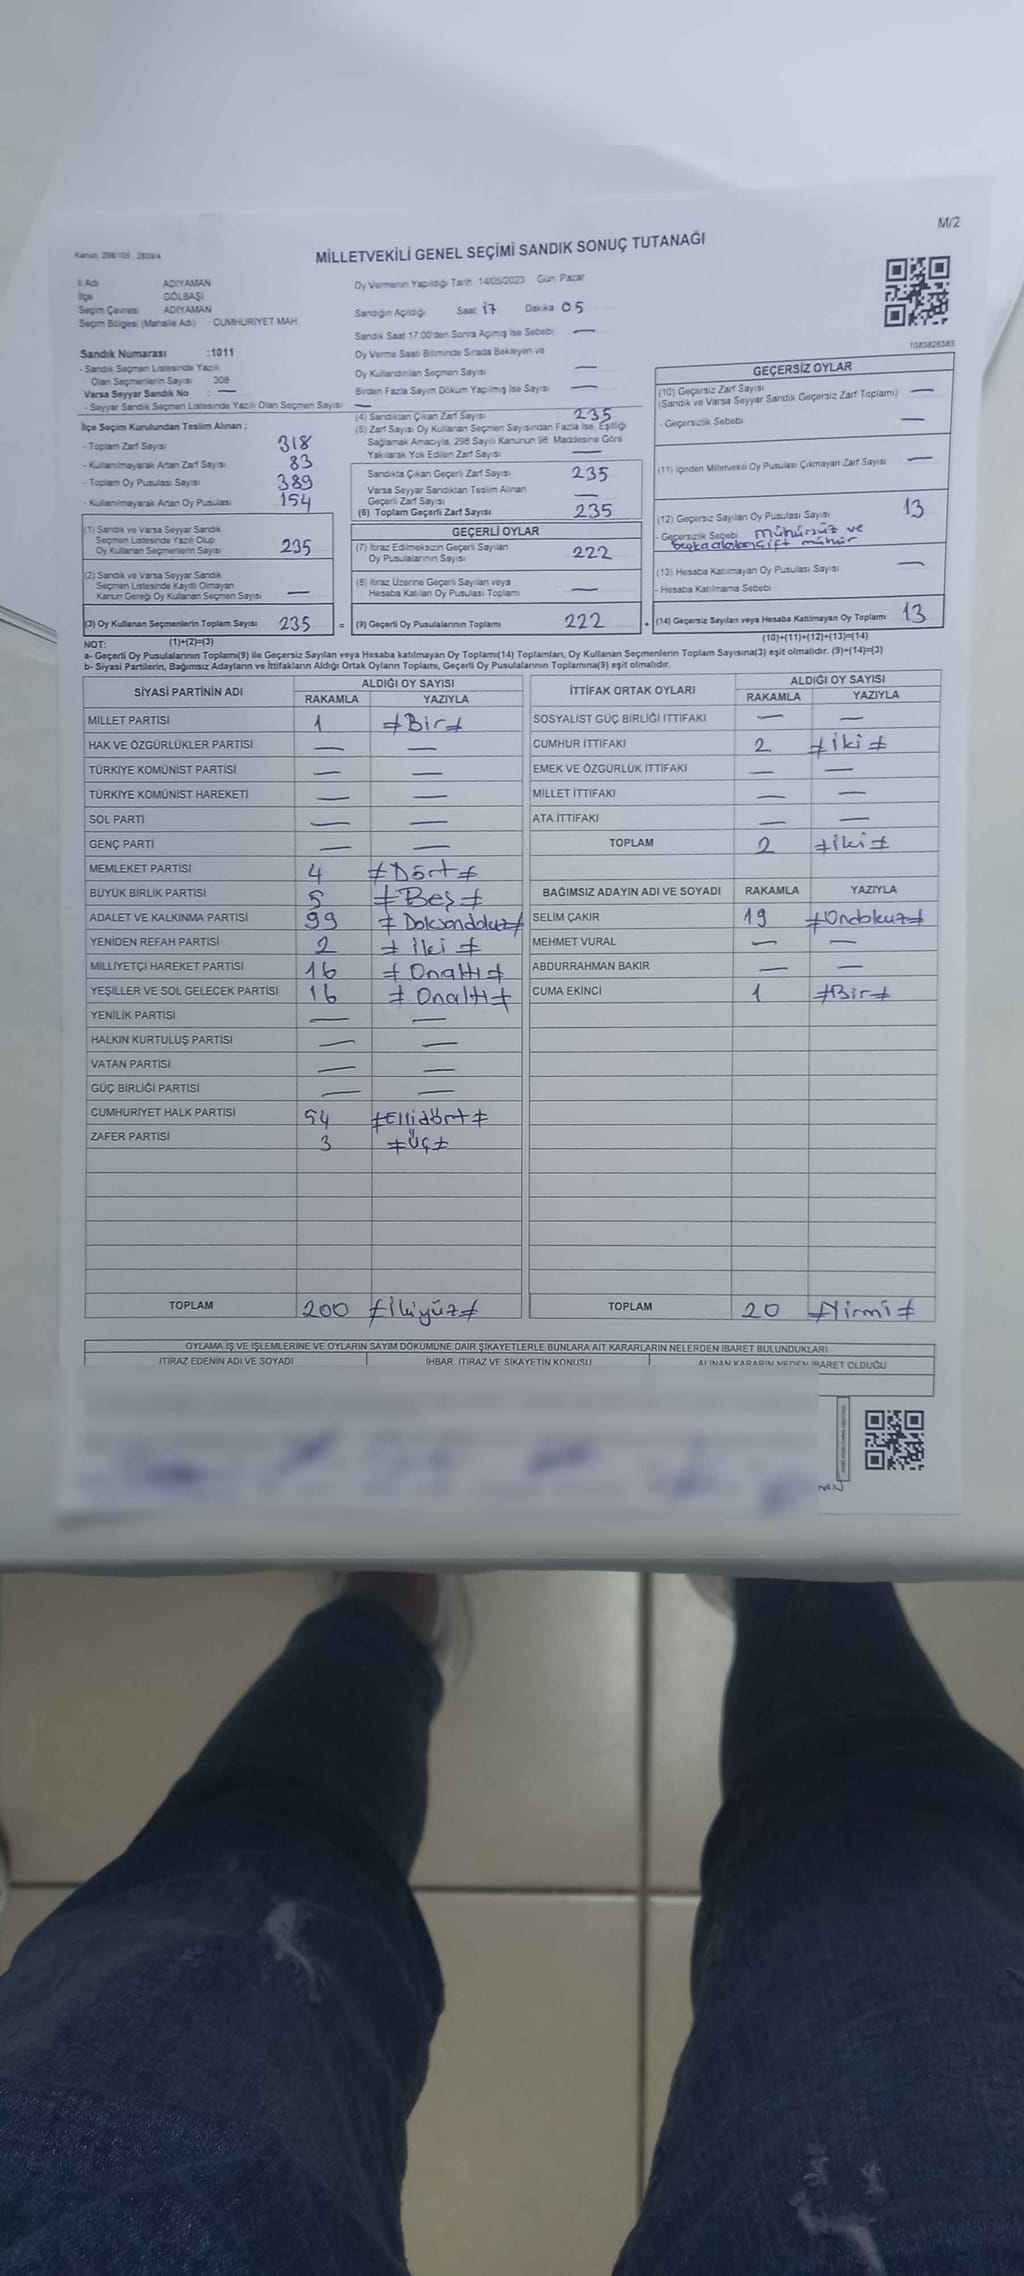 M/2
Kanun: 298/105 2839/4
MİLLETVEKİLİ GENEL SEÇİMİ SANDIK SONUÇ TUTANAĞI
İl Adı ADIYAMAN
İlçe GÖLBAŞI
Seçim Çevresi ADIYAMAN
Seçim Bölgesi (Mahalle Adı) CUMHURİYET MAH.
Sandık Numarası :1011
- Sandık Seçmen Listesinde Yazılı
Olan Seçmenlerin Sayısı 308
Varsa Seyyar Sandık No : —
- Seyyar Sandık Seçmen Listesinde Yazılı Olan Seçmen Sayısı —
İlçe Seçim Kurulundan Teslim Alınan ;
- Toplam Zarf Sayısı 318
- Kullanılmayarak Artan Zarf Sayısı 83
- Toplam Oy Pusulası Sayısı 389
- Kullanılmayarak Artan Oy Pusulası 154
(1) Sandık ve Varsa Seyyar Sandık
Seçmen Listesinde Yazılı Olup
Oy Kullanan Seçmenlerin Sayısı 235
(2) Sandık ve Varsa Seyyar Sandık
Seçmen Listesinde Kayıtlı Olmayan
Kanun Gereği Oy Kullanan Seçmen Sayısı —
(3) Oy Kullanan Seçmenlerin Toplam Sayısı 235 =
(1)+(2)=(3)
Oy Vermenin Yapıldığı Tarih 14/05/2023 Gün: Pazar
Sandığın Açıldığı Saat 17 Dakika 05
Sandık Saat 17.00'den Sonra Açılmış İse Sebebi —
Oy Verme Saati Bitiminde Sırada Bekleyen ve
Oy Kullandırılan Seçmen Sayısı —
Birden Fazla Sayım Döküm Yapılmış İse Sayısı —
(4) Sandıktan Çıkan Zarf Sayısı 235
(5) Zarf Sayısı Oy Kullanan Seçmen Sayısından Fazla İse, Eşitliği
Sağlamak Amacıyla, 298 Sayılı Kanunun 98. Maddesine Göre
Yakılarak Yok Edilen Zarf Sayısı —
Sandıkta Çıkan Geçerli Zarf Sayısı 235
Varsa Seyyar Sandıktan Teslim Alınan
Geçerli Zarf Sayısı —
(6) Toplam Geçerli Zarf Sayısı 235
GEÇERLİ OYLAR
(7) İtiraz Edilmeksizin Geçerli Sayılan
Oy Pusulalarının Sayısı 222
(8) İtiraz Üzerine Geçerli Sayılan veya
Hesaba Katılan Oy Pusulası Toplamı —
(9) Geçerli Oy Pusulalarının Toplamı 222 +
1083826385
GEÇERSİZ OYLAR
(10) Geçersiz Zarf Sayısı
(Sandık ve Varsa Seyyar Sandık Geçersiz Zarf Toplamı) —
- Geçersizlik Sebebi —
(11) İçinden Milletvekili Oy Pusulası Çıkmayan Zarf Sayısı —
(12) Geçersiz Sayılan Oy Pusulası Sayısı 13
- Geçersizlik Sebebi mühürsüz ve
çift mühür
(13) Hesaba Katılmayan Oy Pusulası Sayısı —
- Hesaba Katılmama Sebebi
(14) Geçersiz Sayılan veya Hesaba Katılmayan Oy Toplamı 13
(10)+(11)+(12)+(13)=(14)
NOT:
a- Geçerli Oy Pusulalarının Toplamı(9) ile Geçersiz Sayılan veya Hesaba katılmayan Oy Toplamı(14) Toplamları, Oy Kullanan Seçmenlerin Toplam Sayısına(3) eşit olmalıdır. (9)+(14)=(3)
b- Siyasi Partilerin, Bağımsız Adayların ve İttifakların Aldığı Ortak Oyların Toplamı, Geçerli Oy Pusulalarının Toplamına(9) eşit olmalıdır.
SİYASİ PARTİNİN ADI ALDIĞI OY SAYISI
RAKAMLA YAZIYLA
MİLLET PARTİSİ 1 ≠Bir≠
HAK VE ÖZGÜRLÜKLER PARTİSİ — —
TÜRKİYE KOMÜNİST PARTİSİ — —
TÜRKİYE KOMÜNİST HAREKETİ — —
SOL PARTİ — —
GENÇ PARTİ — —
MEMLEKET PARTİSİ 4 ≠Dört≠
BÜYÜK BİRLİK PARTİSİ 5 ≠Beş≠
ADALET VE KALKINMA PARTİSİ 99 ≠Doksandokuz≠
YENİDEN REFAH PARTİSİ 2 ≠İki≠
MİLLİYETÇİ HAREKET PARTİSİ 16 ≠Onaltı≠
YEŞİLLER VE SOL GELECEK PARTİSİ 16 ≠Onaltı≠
YENİLİK PARTİSİ — —
HALKIN KURTULUŞ PARTİSİ — —
VATAN PARTİSİ — —
GÜÇ BİRLİĞİ PARTİSİ — —
CUMHURİYET HALK PARTİSİ 54 ≠Ellidört≠
ZAFER PARTİSİ 3 ≠Üç≠
TOPLAM 200 ≠İkiyüz≠
İTTİFAK ORTAK OYLARI ALDIĞI OY SAYISI
RAKAMLA YAZIYLA
SOSYALİST GÜÇ BİRLİĞİ İTTİFAKI — —
CUMHUR İTTİFAKI 2 ≠İki≠
EMEK VE ÖZGÜRLÜK İTTİFAKI — —
MİLLET İTTİFAKI — —
ATA İTTİFAKI — —
TOPLAM 2 ≠İki≠
BAĞIMSIZ ADAYIN ADI VE SOYADI RAKAMLA YAZIYLA
SELİM ÇAKIR 19 ≠Ondokuz≠
MEHMET VURAL — —
ABDURRAHMAN BAKIR — —
CUMA EKİNCİ 1 ≠Bir≠
TOPLAM 20 ≠Yirmi≠
OYLAMA İŞ VE İŞLEMLERİNE VE OYLARIN SAYIM DÖKÜMÜNE DAİR ŞİKAYETLERLE BUNLARA AİT KARARLARIN NELERDEN İBARET BULUNDUKLARI
İTİRAZ EDENİN ADI VE SOYADI İHBAR, İTİRAZ VE ŞİKAYETİN KONUSU ALINAN KARARIN NEDEN İBARET OLDUĞU